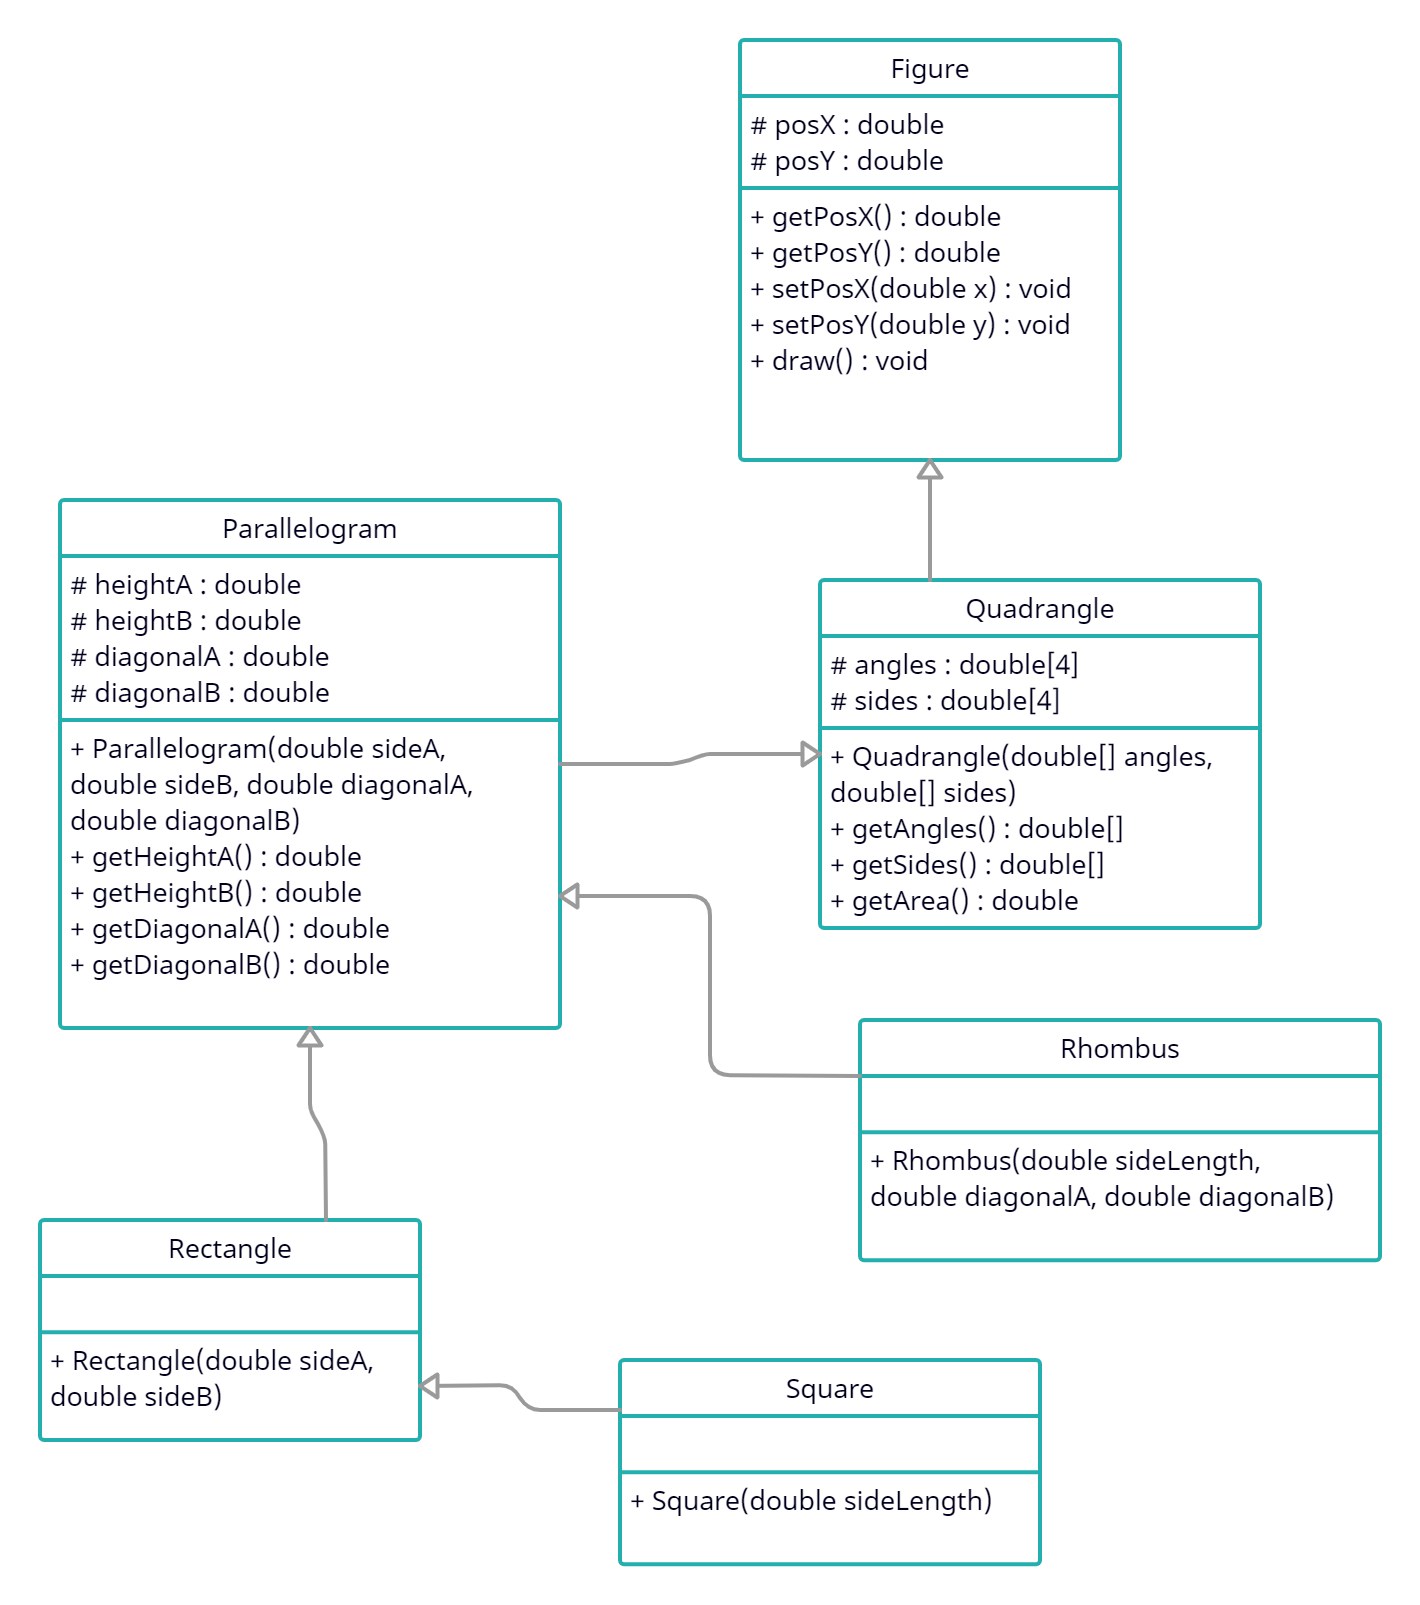 Figure
# posX : double
# posY : double
+ getPosX() : double
+ getPosY() : double
+ setPosX(double x) : void
+ setPosY(double y) : void
+ draw() : void
Parallelogram
# heightA : double
# heightB : double
# diagonalA : double
# diagonalB : double
+ Parallelogram(double sideA,
double sideB, double diagonalA,
double diagonalB)
+ getHeightA() : double
+ getHeightB() : double
+ getDiagonalA() : double
+ getDiagonalB() : double
Quadrangle
# angles : double[4]
# sides : double[4]
+ Quadrangle(double[] angles,
double[] sides)
+ getAngles() : double[]
+ getSides() : double[]
+ getArea() : double
Rhombus
+ Rhombus(double sideLength,
double diagonalA, double diagonalB)
Rectangle
+ Rectangle(double sideA,
double sideB)
Square
+ Square(double sideLength)